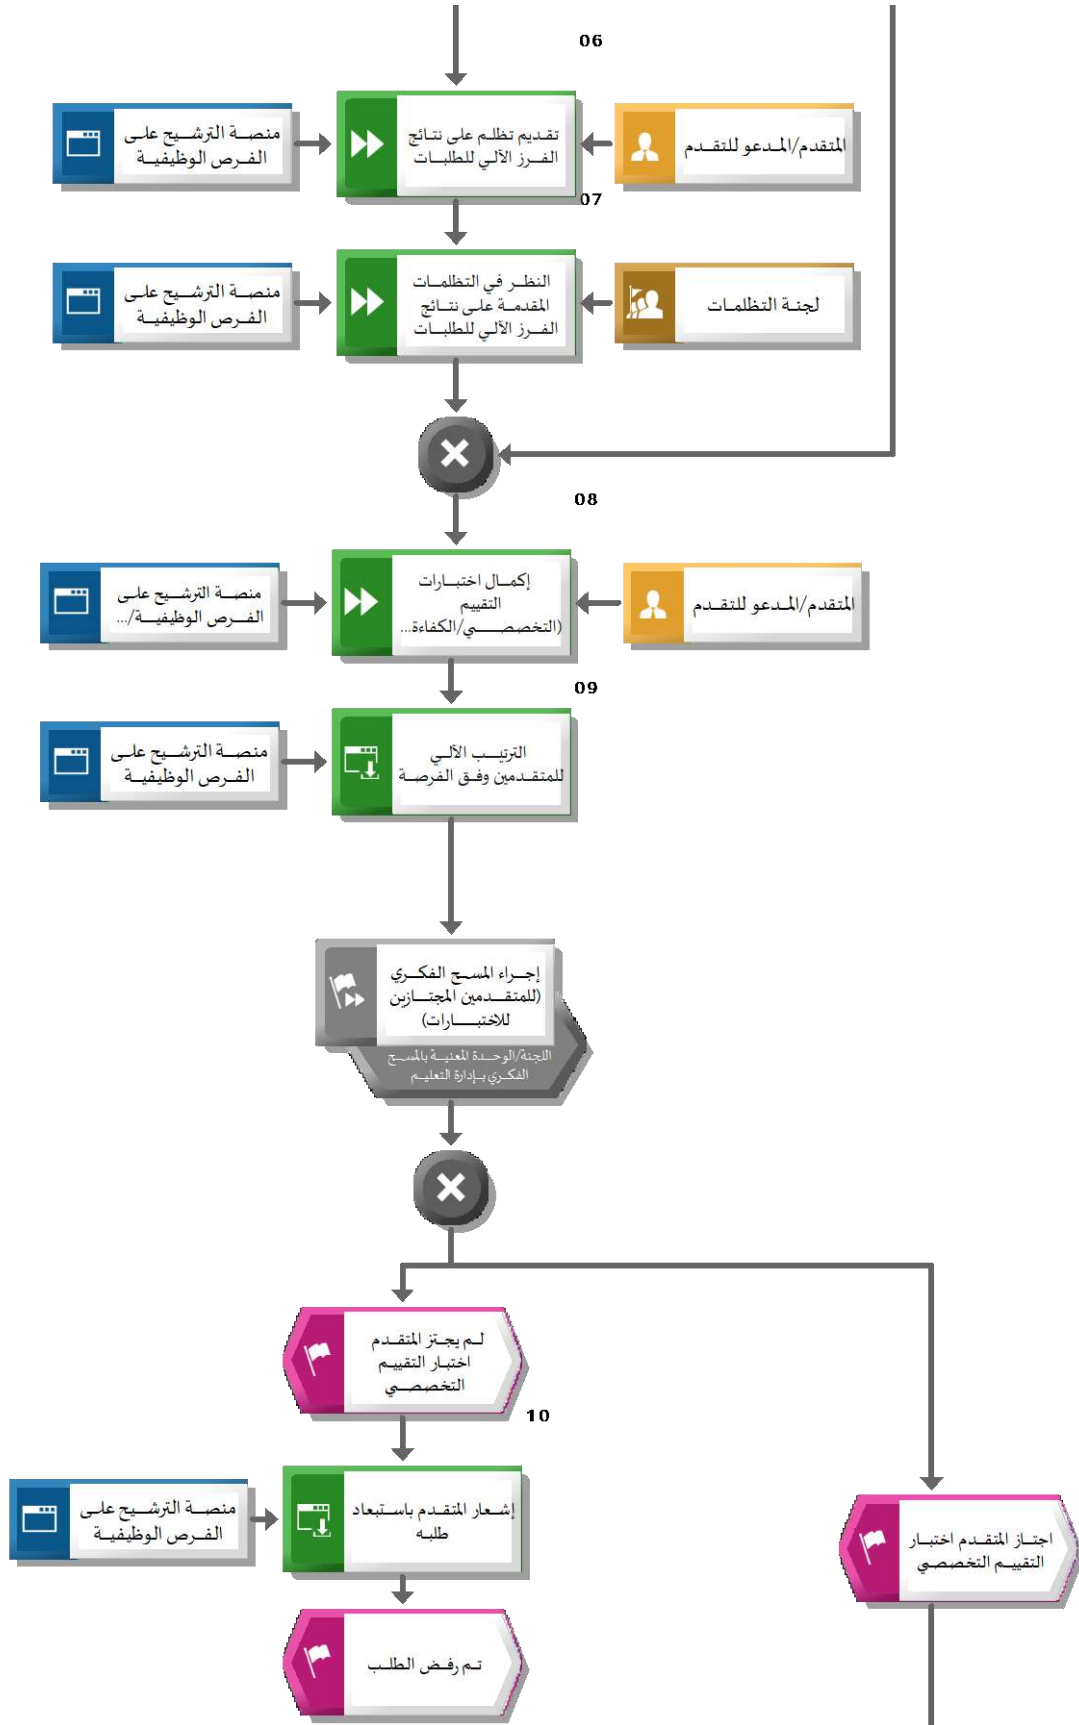 06
تقديم تظلم على نتائج
الفرز الآلي للطلبات
المتقدم/المدعو للتقدم
منصة الترشيح على
الفرص الوظيفية
07
النظر في التظلمات
المقدمة على نتائج
الفرز الآلي للطلبات
لجنة التظلمات
منصة الترشيح على
الفرص الوظيفية
08
إكمال اختبارات
التقييم
(التخصصي/الكفاءة...
المتقدم/المدعو للتقدم
منصة الترشيح على
الفرص الوظيفية/...
09
الترتيب الآلي
للمتقدمين وفق الفرصة
منصة الترشيح على
الفرص الوظيفية
إجراء المسح الفكري
(للمتقدمين المجتازين
للاختبارات)
اللجنة/الوحدة المعنية بالمسح
الفكري بإدارة التعليم
لم يجتز المتقدم
اختبار التقييم
التخصصي
10
إشعار المتقدم باستبعاد
طلبه
منصة الترشيح على
الفرص الوظيفية
اجتاز المتقدم اختبار
التقييم التخصصي
تم رفض الطلب